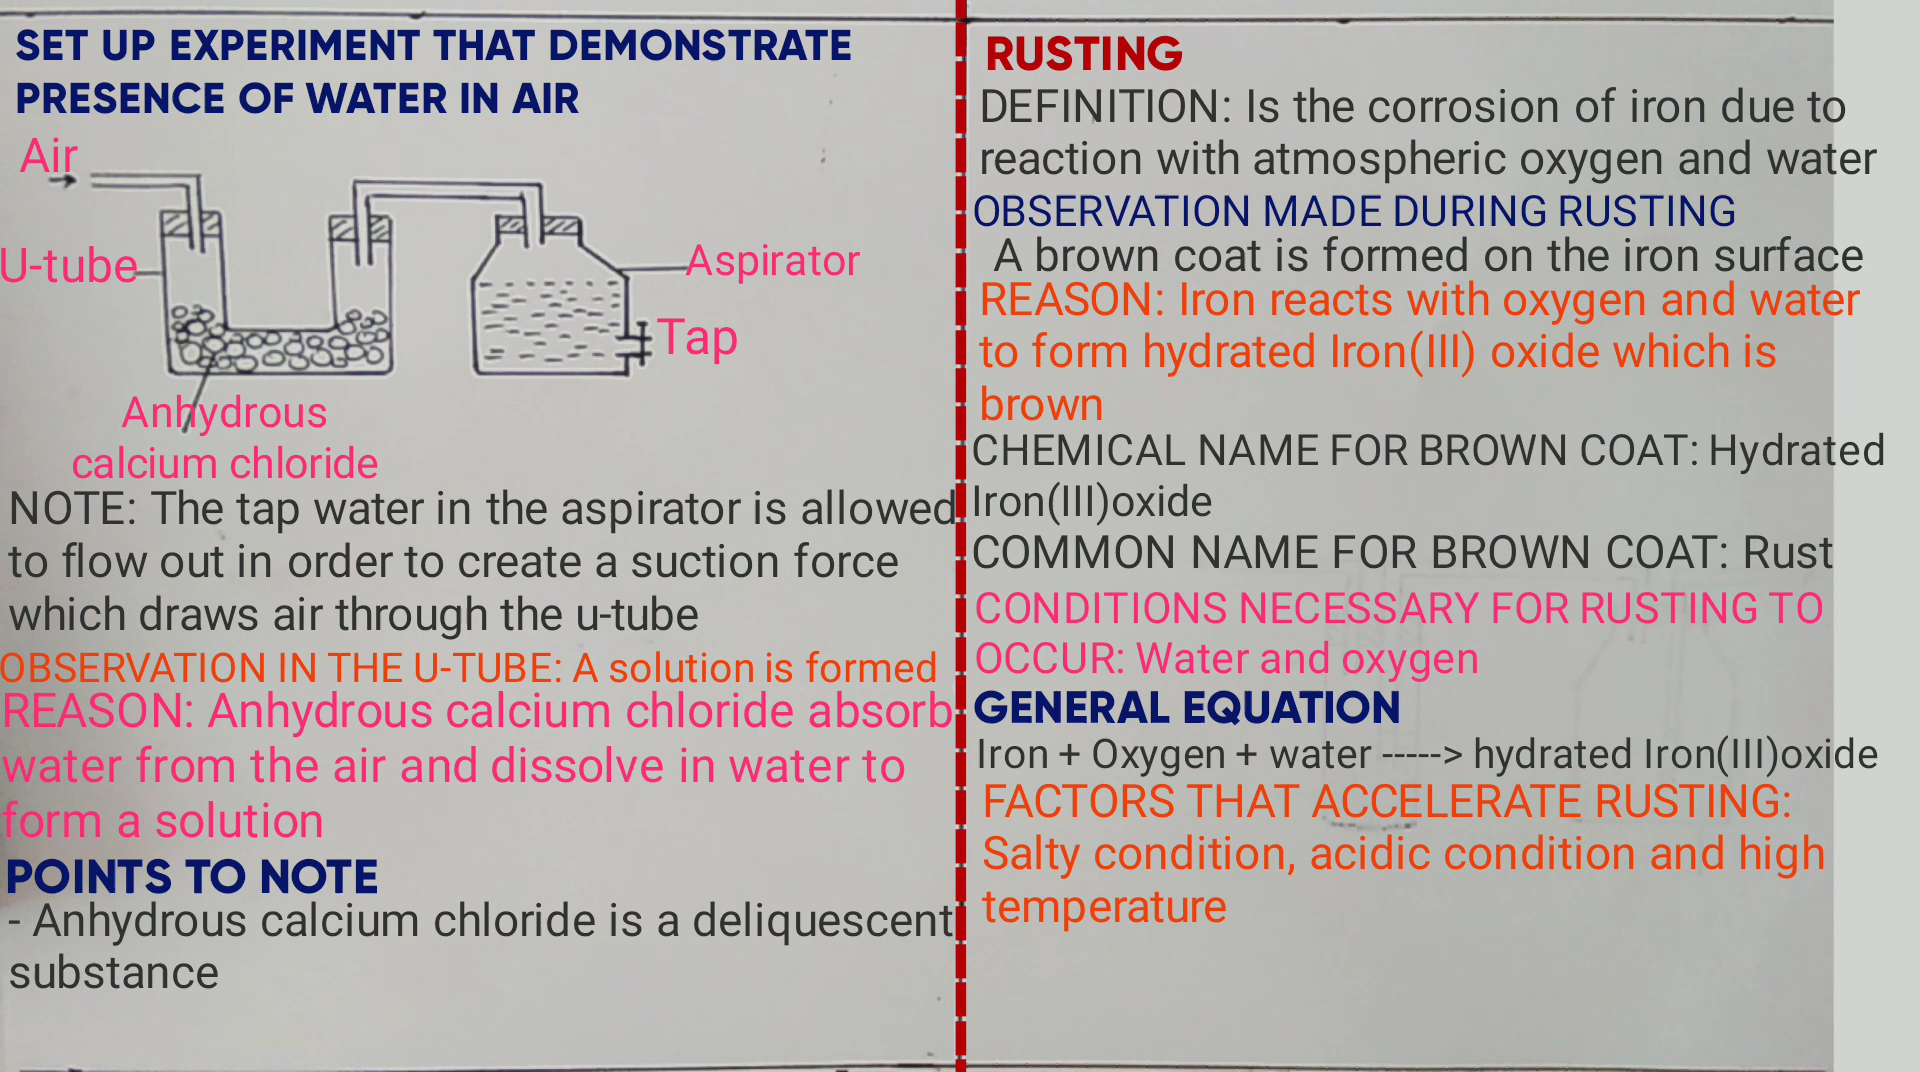 SET UP EXPERIMENT THAT DEMONSTRATE
PRESENCE OF WATER IN AIR
Air
U-tube
Aspirator
Tap
Anhydrous
calcium chloride
NOTE: The tap water in the aspirator is allowed
to flow out in order to create a suction force
which draws air through the u-tube
OBSERVATION IN THE U-TUBE: A solution is formed
REASON: Anhydrous calcium chloride absorb
water from the air and dissolve in water to
form a solution
POINTS TO NOTE
- Anhydrous calcium chloride is a deliquescent
substance
RUSTING
DEFINITION: Is the corrosion of iron due to
reaction with atmospheric oxygen and water
OBSERVATION MADE DURING RUSTING
A brown coat is formed on the iron surface
REASON: Iron reacts with oxygen and water
to form hydrated Iron(III) oxide which is
brown
CHEMICAL NAME FOR BROWN COAT: Hydrated
Iron(III)oxide
COMMON NAME FOR BROWN COAT: Rust
CONDITIONS NECESSARY FOR RUSTING TO
OCCUR: Water and oxygen
GENERAL EQUATION
Iron + Oxygen + water -----> hydrated Iron(III)oxide
FACTORS THAT ACCELERATE RUSTING:
Salty condition, acidic condition and high
temperature